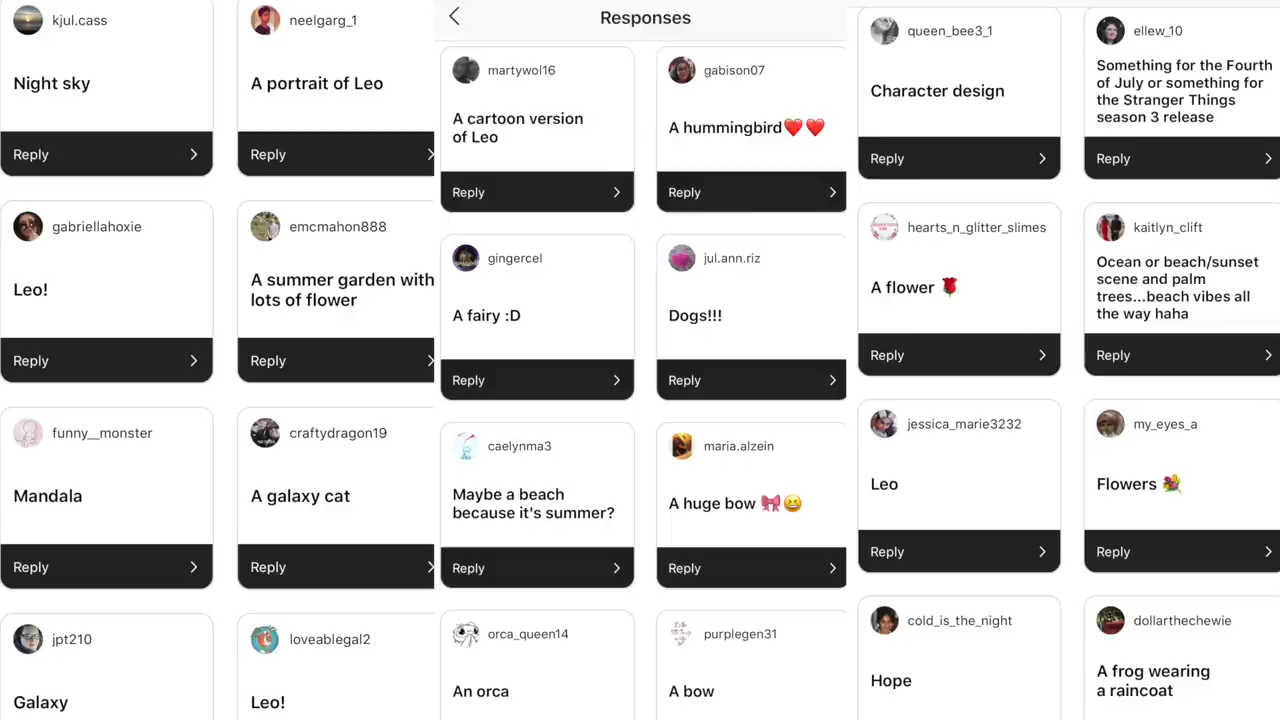 kjul.cass
Night sky
Reply
neelgarg_1
A portrait of Leo
Reply
gabriellahoxie
Leo!
Reply
emcmahon888
A summer garden with
lots of flower
Reply
funny__monster
Mandala
Reply
craftydragon19
A galaxy cat
Reply
jpt210
Galaxy
loveablegal2
Leo!
Responses
martywol16
A cartoon version
of Leo
Reply
gabison07
A hummingbird❤️❤️
Reply
gingercel
A fairy :D
Reply
jul.ann.riz
Dogs!!!
Reply
caelynma3
Maybe a beach
because it's summer?
Reply
maria.alzein
A huge bow 🎀😆
Reply
orca_queen14
An orca
purplegen31
A bow
queen_bee3_1
Character design
Reply
ellew_10
Something for the Fourth
of July or something for
the Stranger Things
season 3 release
Reply
hearts_n_glitter_slimes
A flower 🌹
Reply
kaitlyn_clift
Ocean or beach/sunset
scene and palm
trees...beach vibes all
the way haha
Reply
jessica_marie3232
Leo
Reply
my_eyes_a
Flowers 💐
Reply
cold_is_the_night
Hope
dollarthechewie
A frog wearing
a raincoat